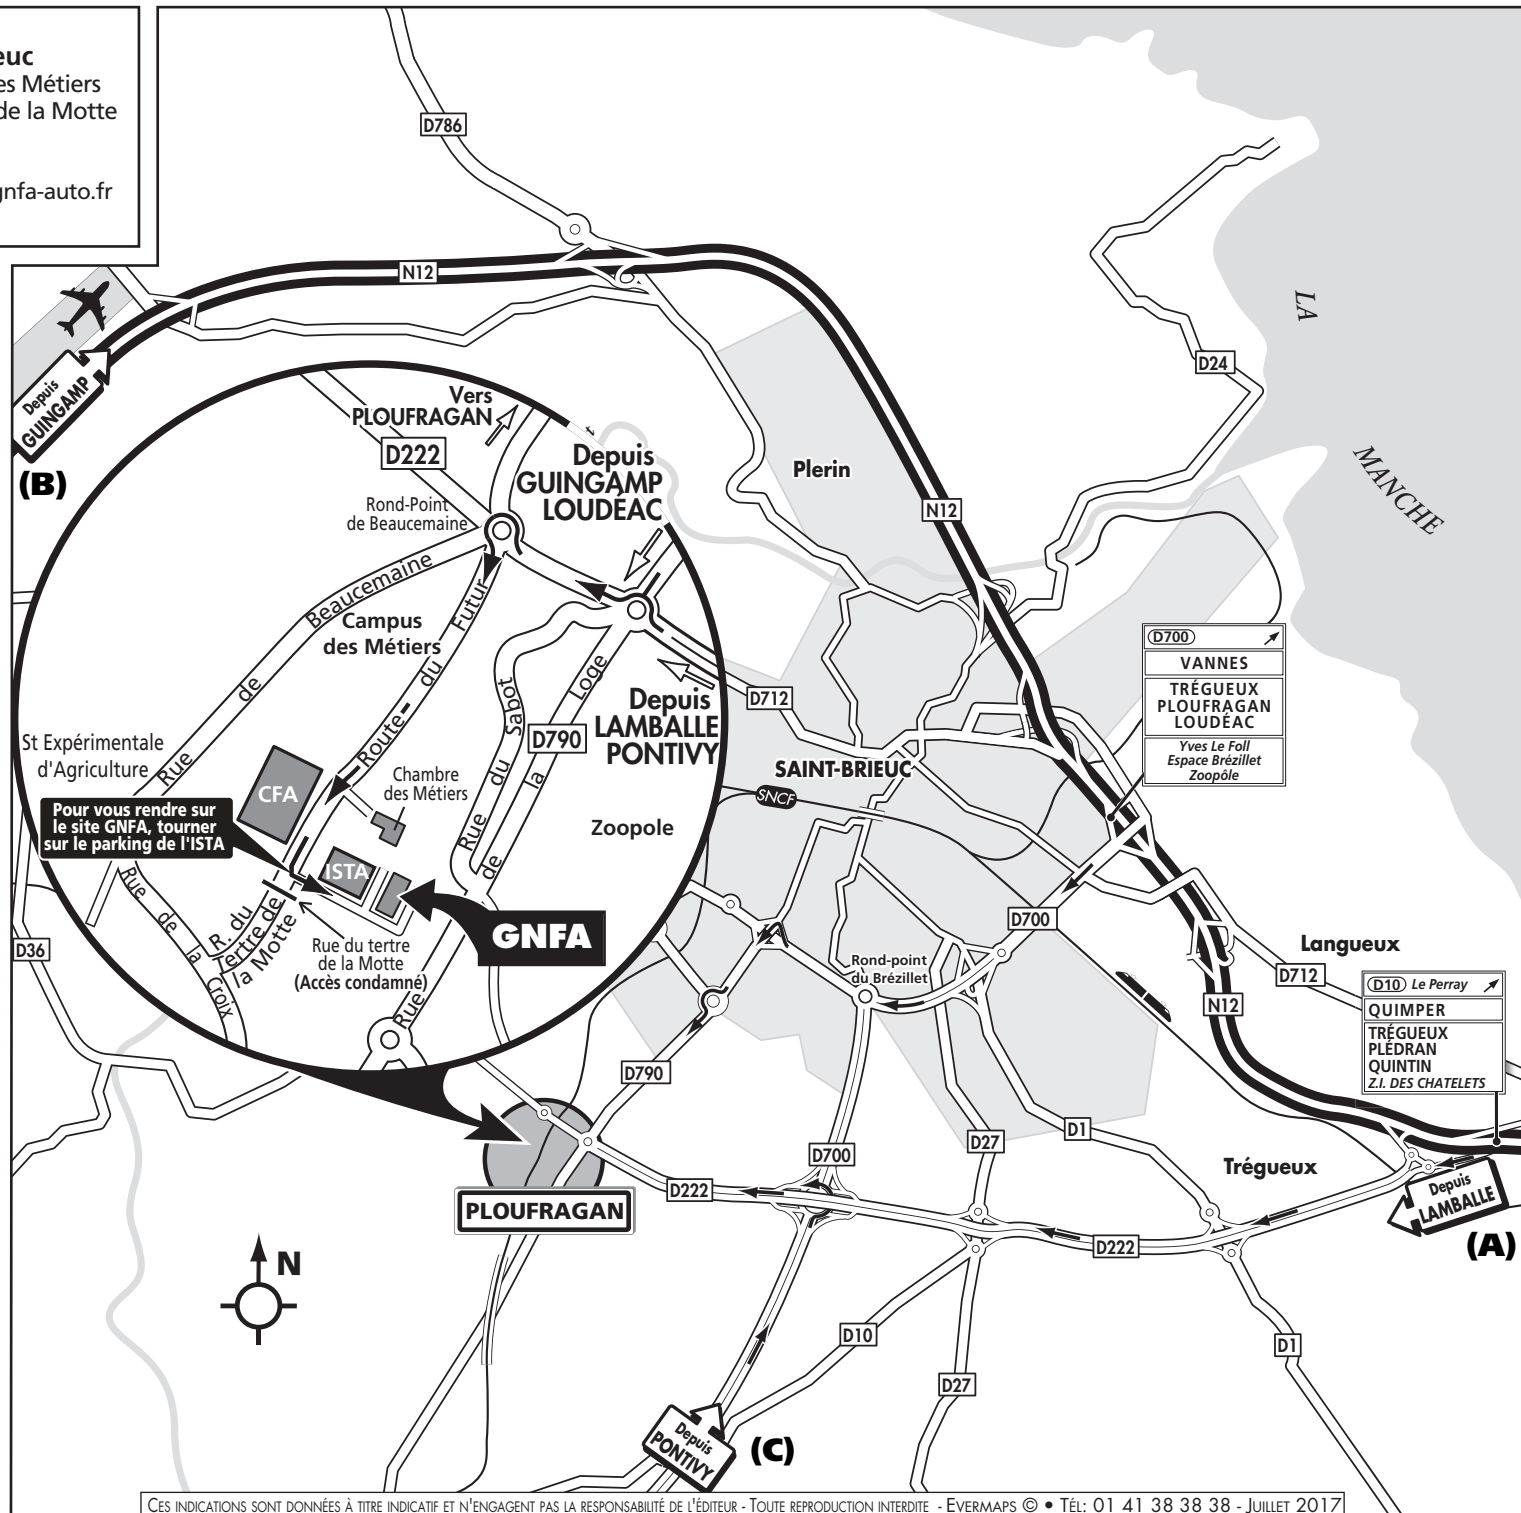 euc
es Métiers
de la Motte
gnfa-auto.fr
D786
N12
LA
MANCHE
D24
Depuis
GUINGAMP
(B)
Vers
PLOUFRAGAN
D222
Depuis
GUINGAMP
LOUDÉAC
Plerin
N12
Rond-Point
de Beaucemaine
Rue de Beaucemaine
Campus
des Métiers
Route du Futur
Rue du Sabot
Rue de la Loge
D790
Depuis
LAMBALLE
PONTIVY
D712
D700
VANNES
TRÉGUEUX
PLOUFRAGAN
LOUDÉAC
Yves Le Foll
Espace Brézillet
Zoopôle
St Expérimentale
d'Agriculture
CFA
Chambre
des Métiers
SAINT-BRIEUC
SNCF
Pour vous rendre sur
le site GNFA, tourner
sur le parking de l'ISTA
Zoopole
ISTA
GNFA
Rue de la Croix
R. du
Tertre de
la Motte
Rue du tertre
de la Motte
(Accès condamné)
D36
D700
Rond-point
du Brézillet
Langueux
D712
N12
D10 Le Perray
QUIMPER
TRÉGUEUX
PLÉDRAN
QUINTIN
Z.I. DES CHATELETS
D790
D1
D27
D700
Trégueux
D222
PLOUFRAGAN
Depuis
LAMBALLE
(A)
D222
N
D10
D1
D27
Depuis
PONTIVY
(C)
CES INDICATIONS SONT DONNÉES À TITRE INDICATIF ET N'ENGAGENT PAS LA RESPONSABILITÉ DE L'ÉDITEUR - TOUTE REPRODUCTION INTERDITE - EVERMAPS © • TÉL: 01 41 38 38 38 - JUILLET 2017